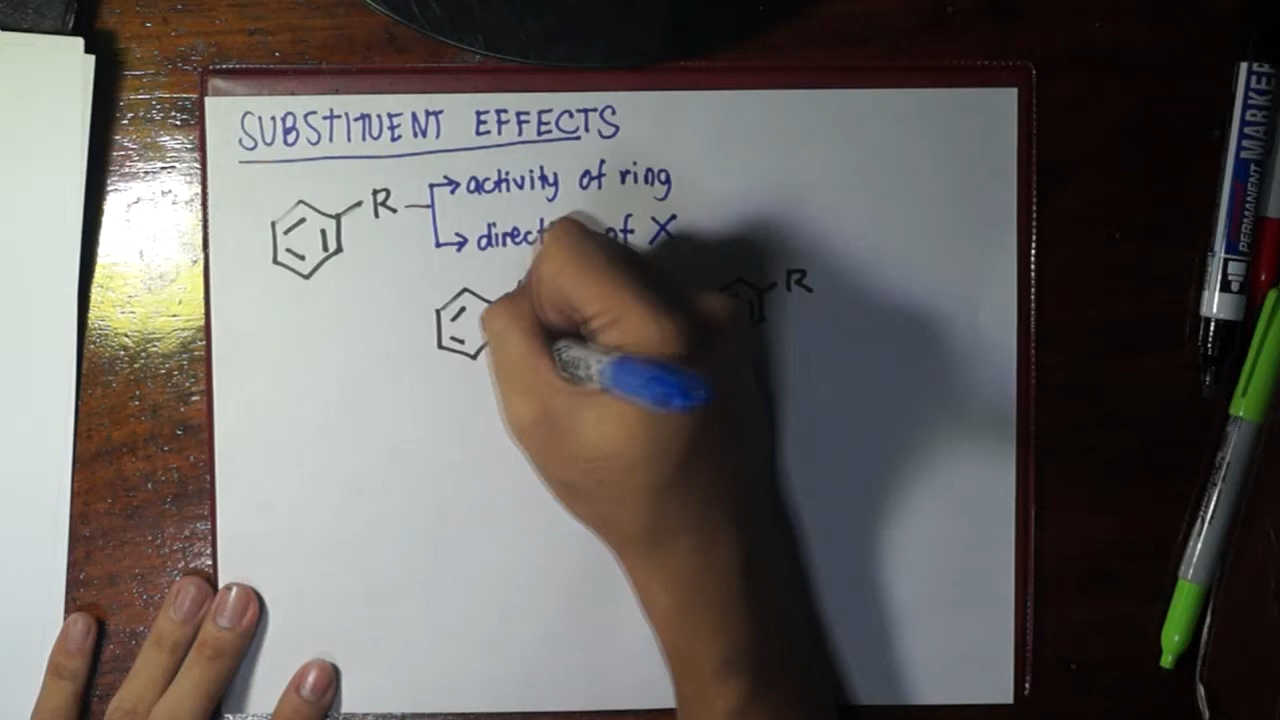 SUBSTITUENT EFFECTS
R → activity of ring
→ of X
R
PERMANENT MARKER